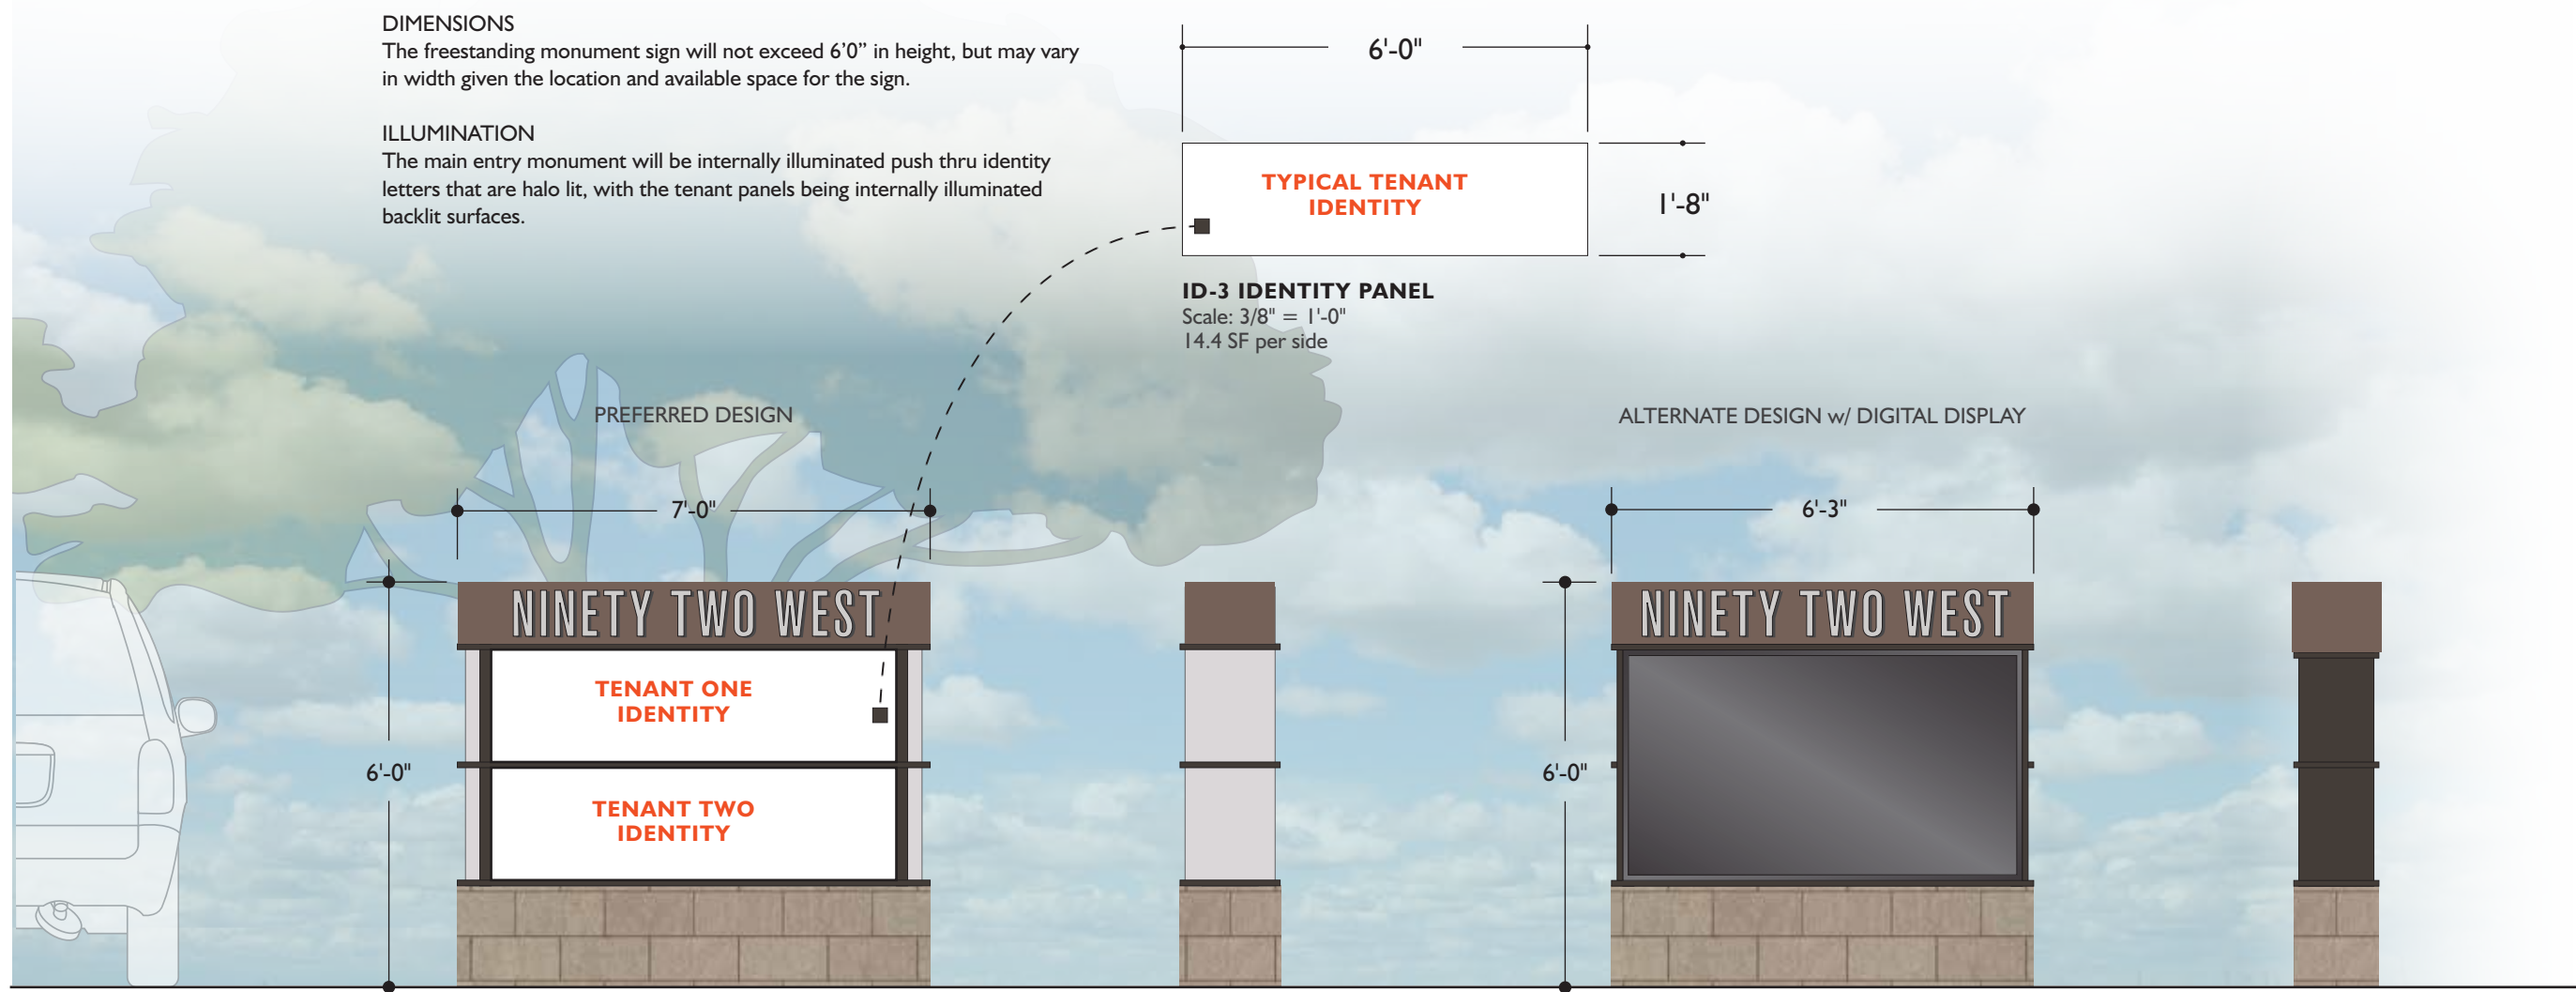 DIMENSIONS
The freestanding monument sign will not exceed 6’0” in height, but may vary
in width given the location and available space for the sign.
ILLUMINATION
The main entry monument will be internally illuminated push thru identity
letters that are halo lit, with the tenant panels being internally illuminated
backlit surfaces.
6'-0"
TYPICAL TENANT
IDENTITY
1'-8"
ID-3 IDENTITY PANEL
Scale: 3/8" = 1'-0"
14.4 SF per side
PREFERRED DESIGN
7'-0"
NINETY TWO WEST
TENANT ONE
IDENTITY
6'-0"
TENANT TWO
IDENTITY
ALTERNATE DESIGN w/ DIGITAL DISPLAY
6'-3"
NINETY TWO WEST
6'-0"